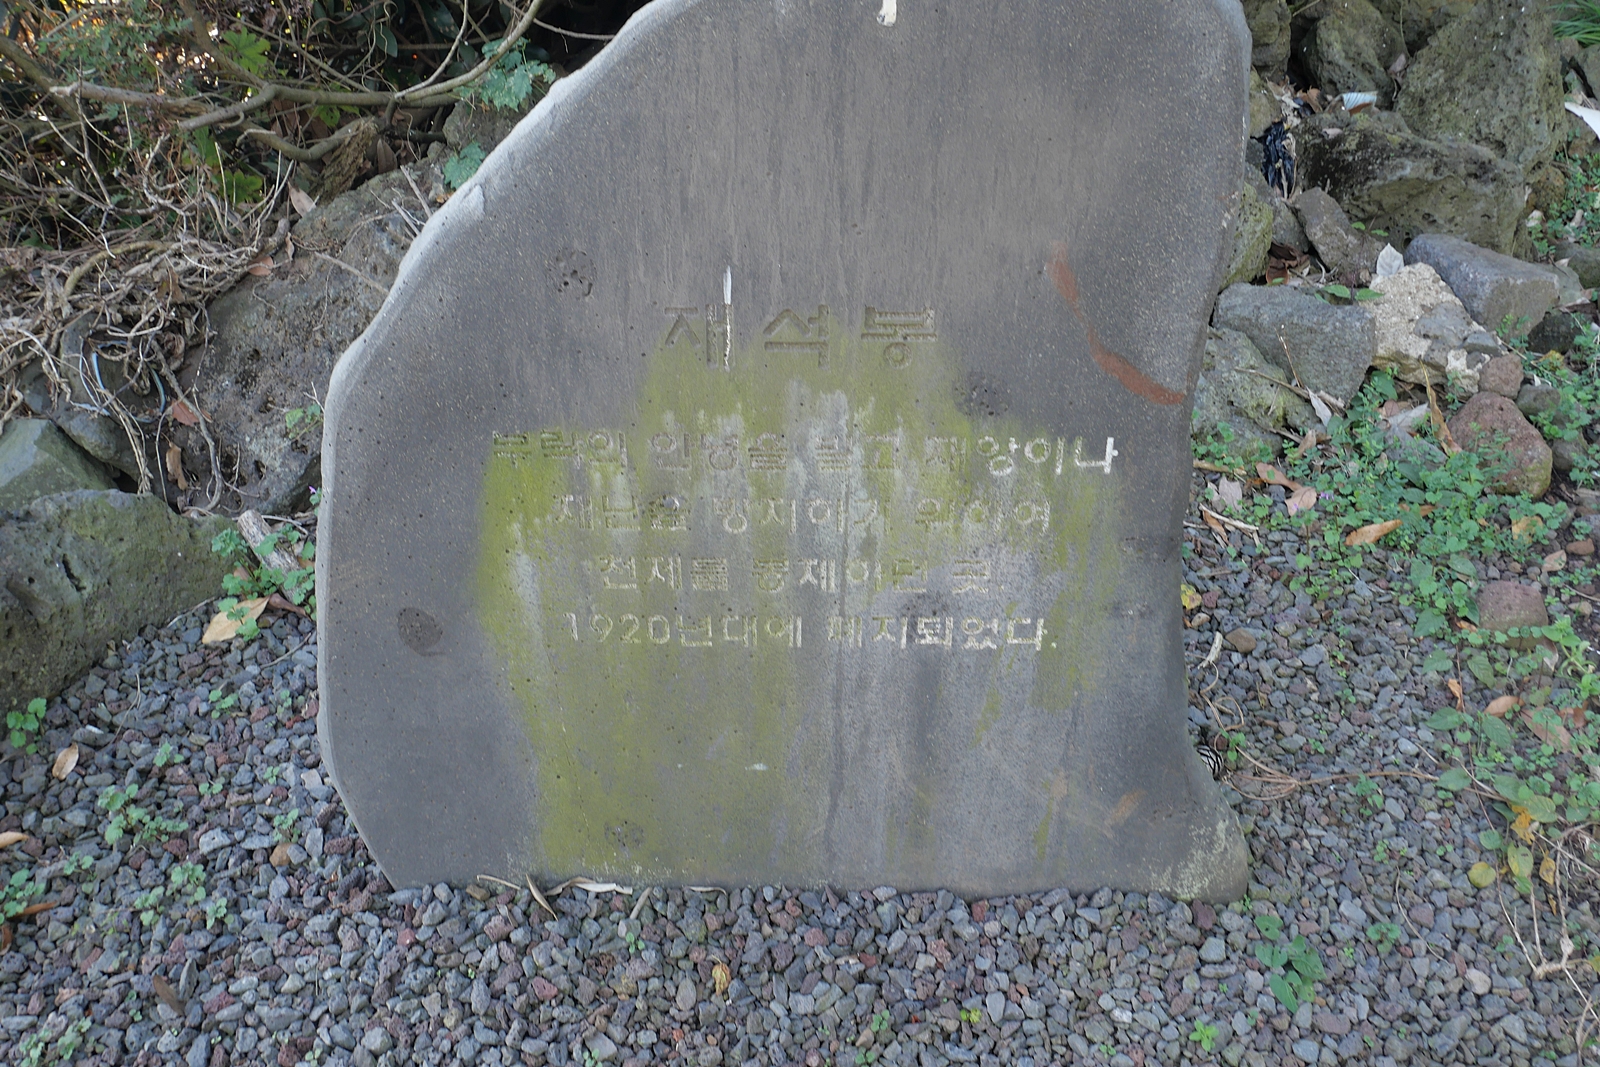 재석봉
부락의 안녕을 빌고 재앙이나
재난을 방지하기 위하여
천제를 봉제하던 곳.
1920년대에 폐지되었다.